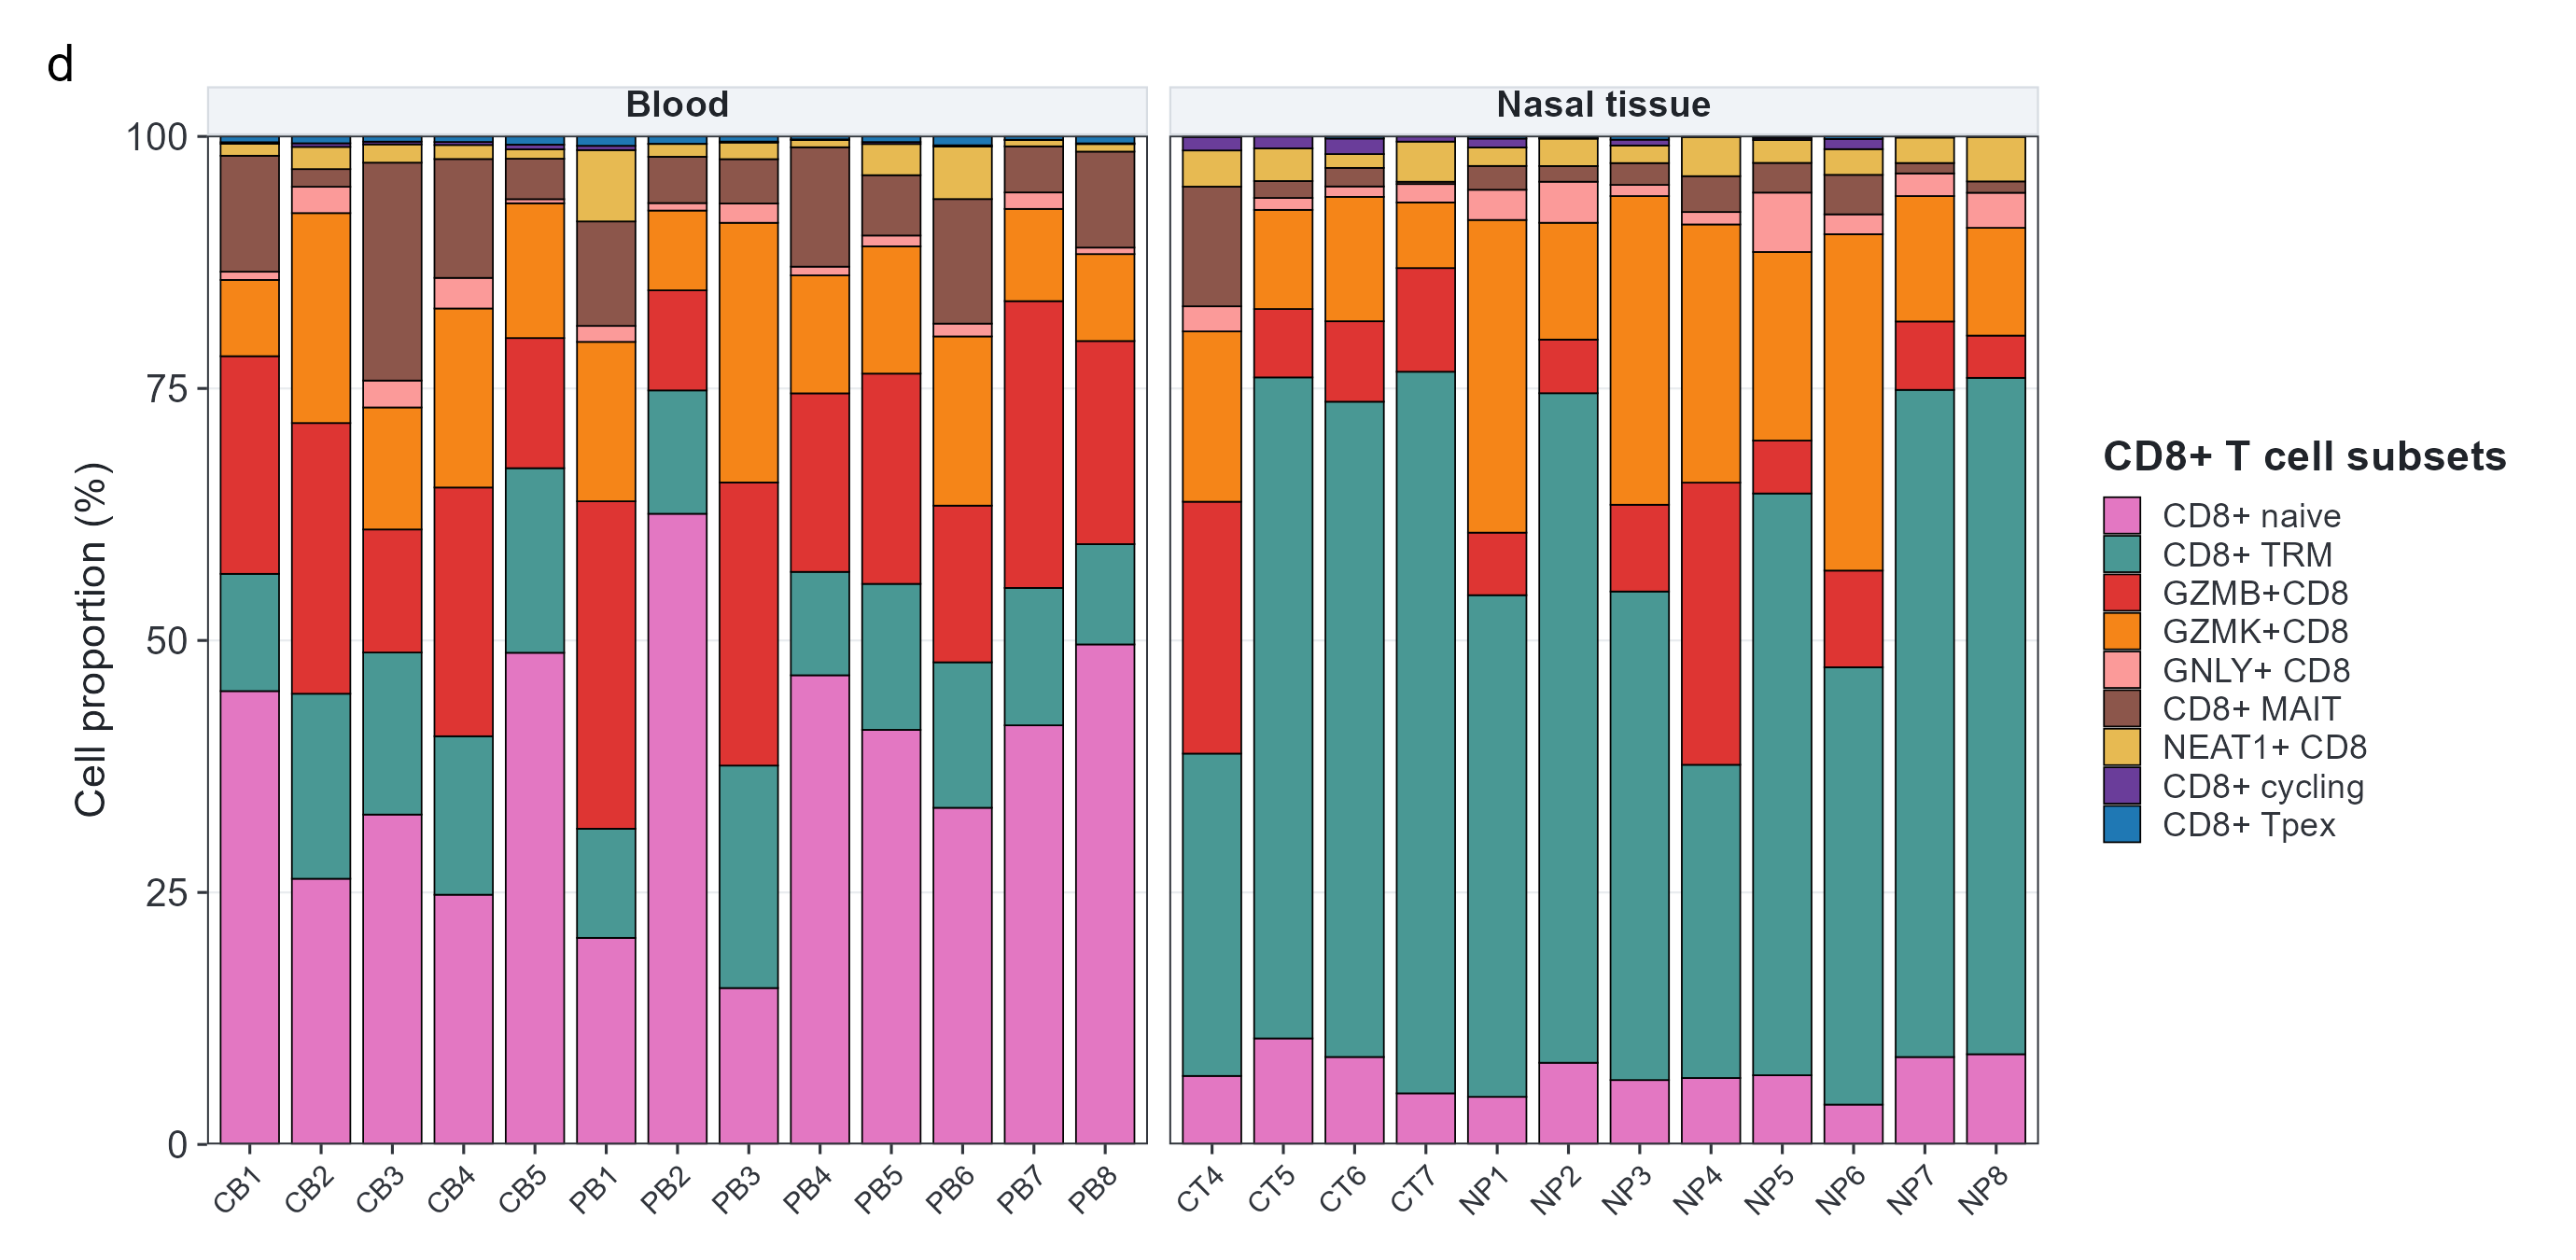 d
Blood
Nasal tissue
100
75
50
25
0
Cell proportion (%)
CB1
CB2
CB3
CB4
CB5
PB1
PB2
PB3
PB4
PB5
PB6
PB7
PB8
CT4
CT5
CT6
CT7
NP1
NP2
NP3
NP4
NP5
NP6
NP7
NP8
CD8+ T cell subsets
CD8+ naive
CD8+ TRM
GZMB+CD8
GZMK+CD8
GNLY+ CD8
CD8+ MAIT
NEAT1+ CD8
CD8+ cycling
CD8+ Tpex